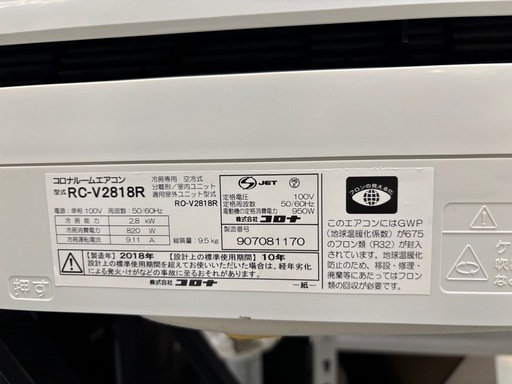 コロナルームエアコン
型式 RC-V2818R
冷房専用 空冷式
分離形/室内ユニット
適用室外ユニット型式
RO-V2818R
電源:単相 100V 周波数 50/60Hz
冷房能力 2.8 kW
冷房消費電力 820 W
冷房運転電流 9.11 A
総質量:9.5kg
S JET PS
定格電圧 100V
定格周波数 50/60Hz
電動機の定格消費電力 950W
株式会社 コロナ
907081170
【製造年】2018年 【設計上の標準使用期間】10年
設計上の標準使用期間を超えてお使いいただいた場合は、経年劣化
による発火・けがなどの事故に至るおそれがあります。
株式会社 コロナ
ー紙ー
フロンの見える化
このエアコンにはGWP
(地球温暖化係数)が675
のフロン類(R32)が封入
されています。地球温暖化
防止のため、移設・修理・
廃棄等にあたってはフロン
類の回収が必要です。
押す